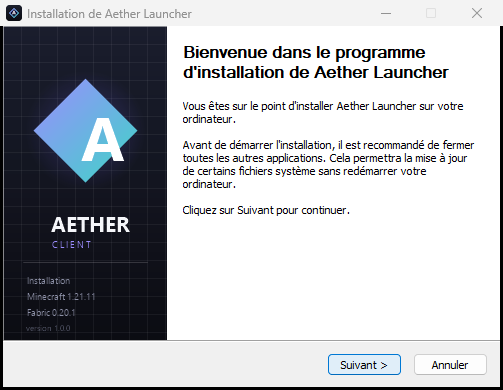 A
Installation de Aether Launcher
Bienvenue dans le programme
d'installation de Aether Launcher
Vous êtes sur le point d'installer Aether Launcher sur votre
ordinateur.
Avant de démarrer l'installation, il est recommandé de fermer
toutes les autres applications. Cela permettra la mise à jour
de certains fichiers système sans redémarrer votre
ordinateur.
Cliquez sur Suivant pour continuer.
A
AETHER
CLIENT
Installation
Minecraft 1.21.11
Fabric 0.20.1
version 1.0.0
Suivant >
Annuler